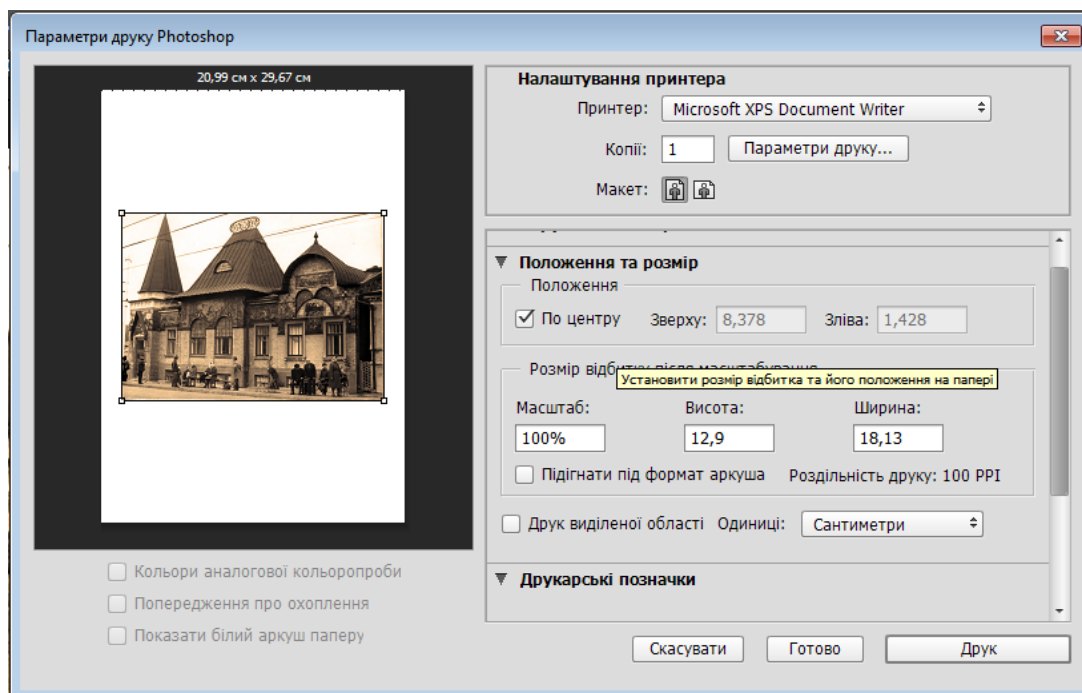 Параметри друку Photoshop
20,99 см x 29,67 см
Кольори аналогової кольоропроби
Попередження про охоплення
Показати білий аркуш паперу
Налаштування принтера
Принтер: Microsoft XPS Document Writer
Копії: 1 Параметри друку...
Макет:
Положення та розмір
Положення
По центру Зверху: 8,378 Зліва: 1,428
Розмір відбитку після масштабування
Установити розмір відбитка та його положення на папері
Масштаб: Висота: Ширина:
100% 12,9 18,13
Підігнати під формат аркуша Роздільність друку: 100 PPI
Друк виділеної області Одиниці: Сантиметри
Друкарські позначки
Скасувати Готово Друк